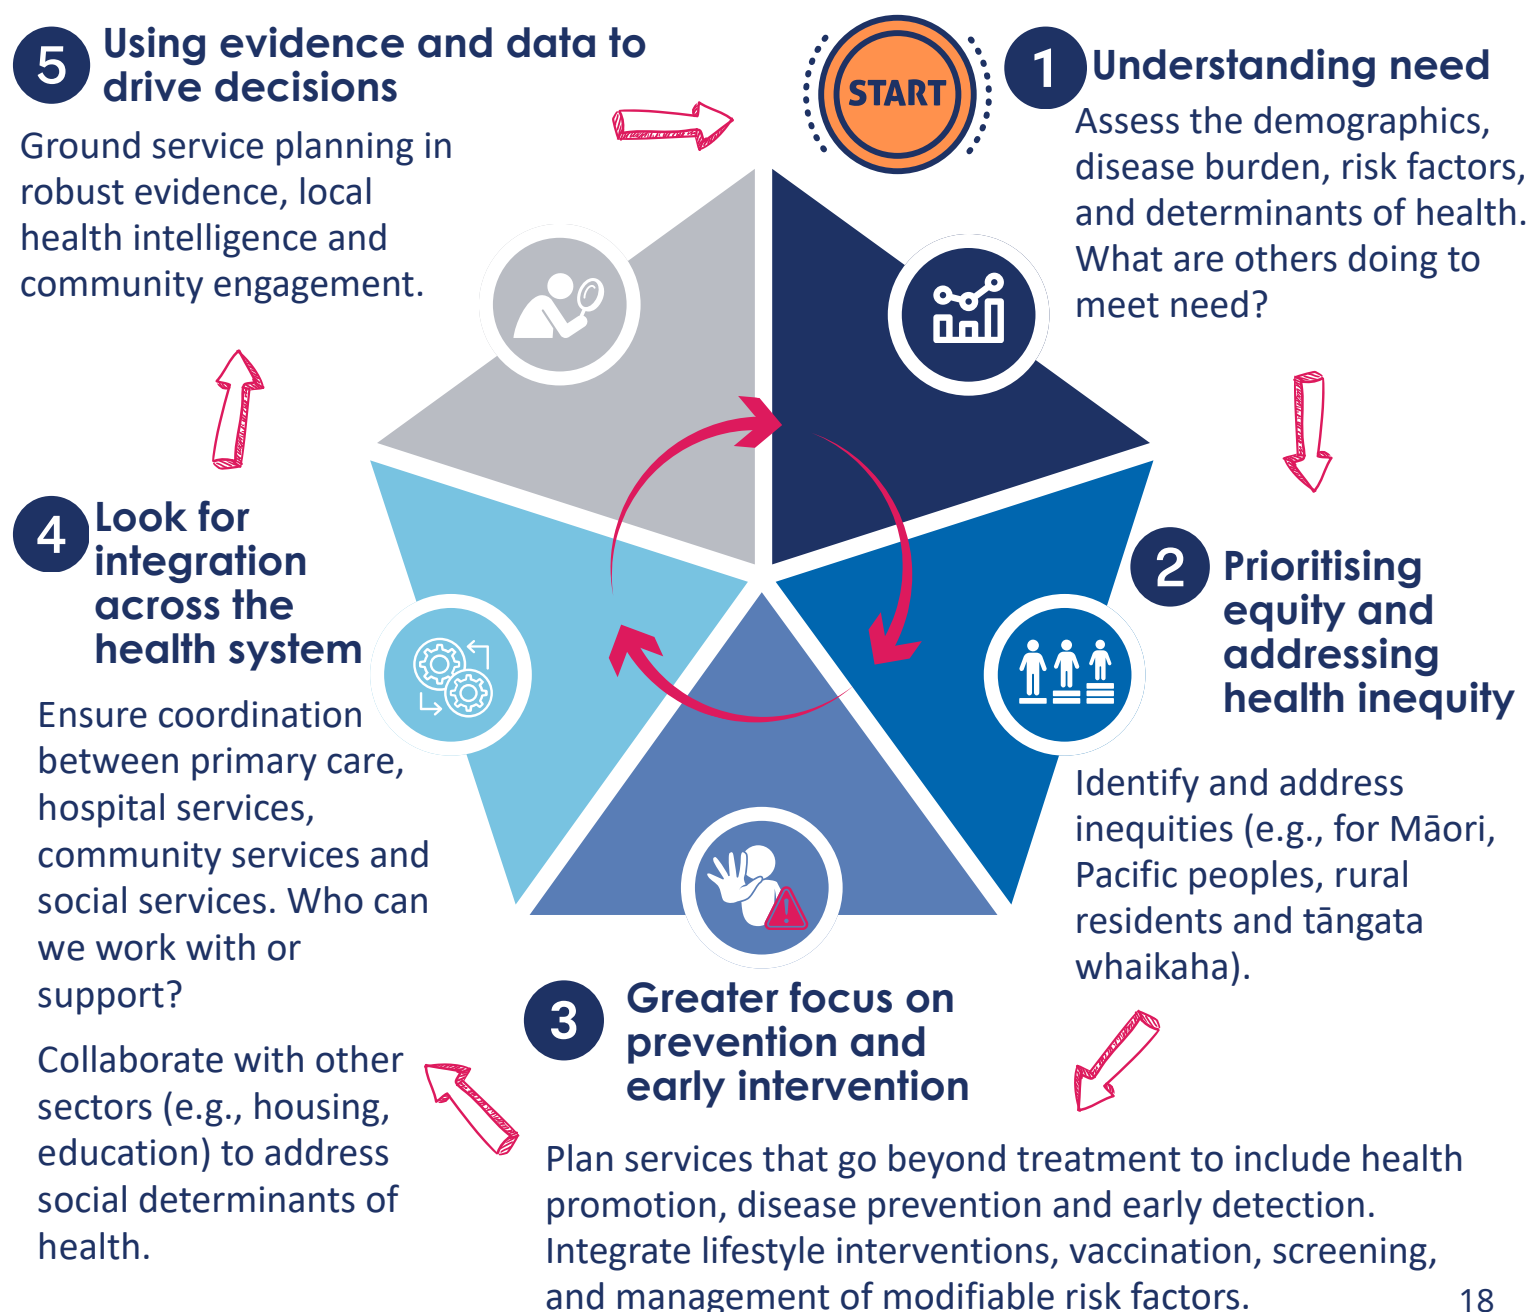 START
1
Understanding need
Assess the demographics,
disease burden, risk factors,
and determinants of health.
What are others doing to
meet need?
2
Prioritising
equity and
addressing
health inequity
Identify and address
inequities (e.g., for Māori,
Pacific peoples, rural
residents and tāngata
whaikaha).
3
Greater focus on
prevention and
early intervention
Plan services that go beyond treatment to include health
promotion, disease prevention and early detection.
Integrate lifestyle interventions, vaccination, screening,
and management of modifiable risk factors.
4
Look for
integration
across the
health system
Ensure coordination
between primary care,
hospital services,
community services and
social services. Who can
we work with or
support?
Collaborate with other
sectors (e.g., housing,
education) to address
social determinants of
health.
5
Using evidence and data to
drive decisions
Ground service planning in
robust evidence, local
health intelligence and
community engagement.
!
18